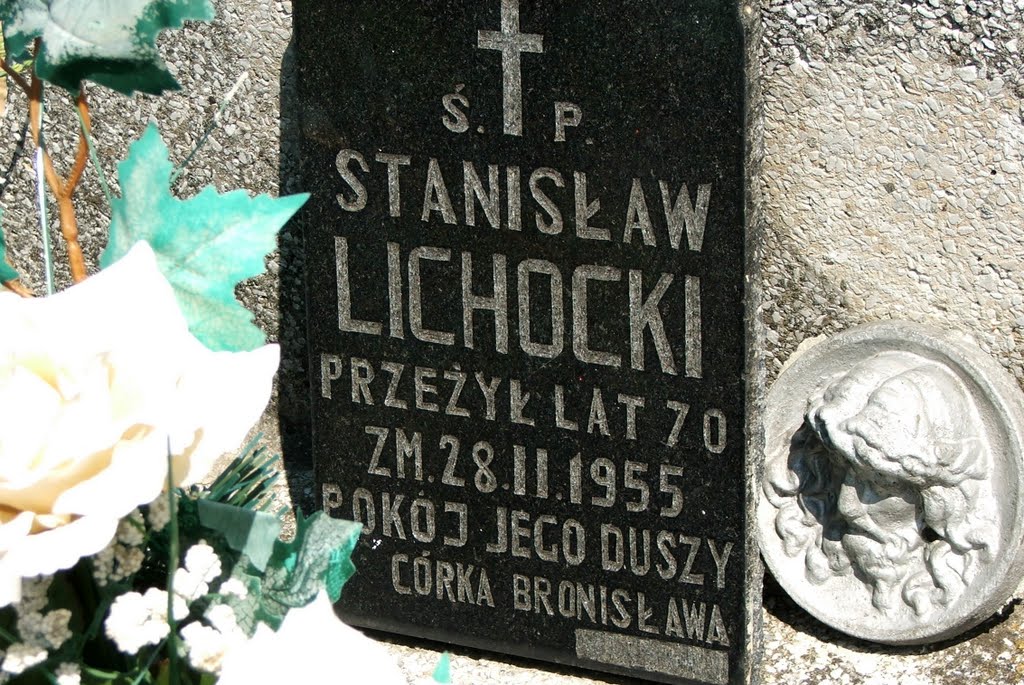 Ś. P.
STANISŁAW
LICHOCKI
PRZEŻYŁ LAT 70
ZM. 28.II.1955
POKÓJ JEGO DUSZY
CÓRKA BRONISŁAWA